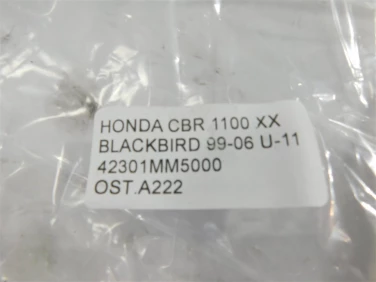 HONDA CBR 1100 XX
BLACKBIRD 99-06 U-11
42301MM5000
OST.A222